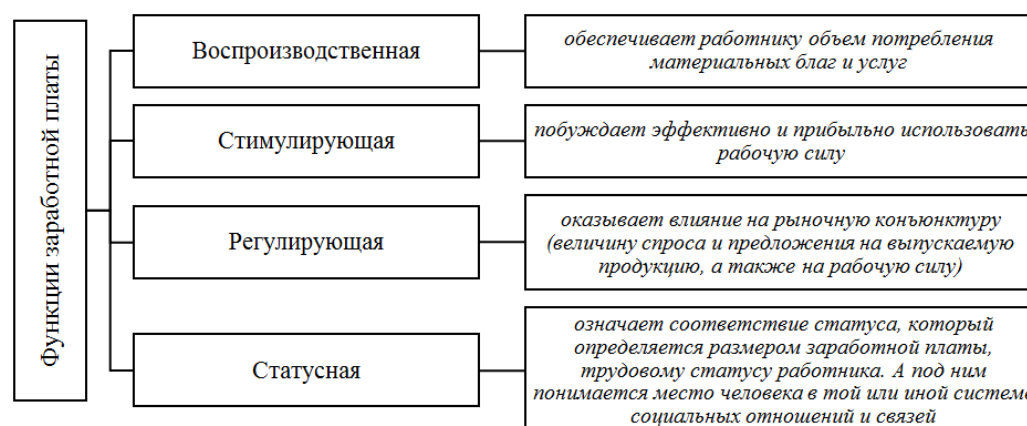 Функции заработной платы
Воспроизводственная
обеспечивает работнику объем потребления
материальных благ и услуг
Стимулирующая
побуждает эффективно и прибыльно использовать
рабочую силу
Регулирующая
оказывает влияние на рыночную конъюнктуру
(величину спроса и предложения на выпускаемую
продукцию, а также на рабочую силу)
Статусная
означает соответствие статуса, который
определяется размером заработной платы,
трудовому статусу работника. А под ним
понимается место человека в той или иной системе
социальных отношений и связей